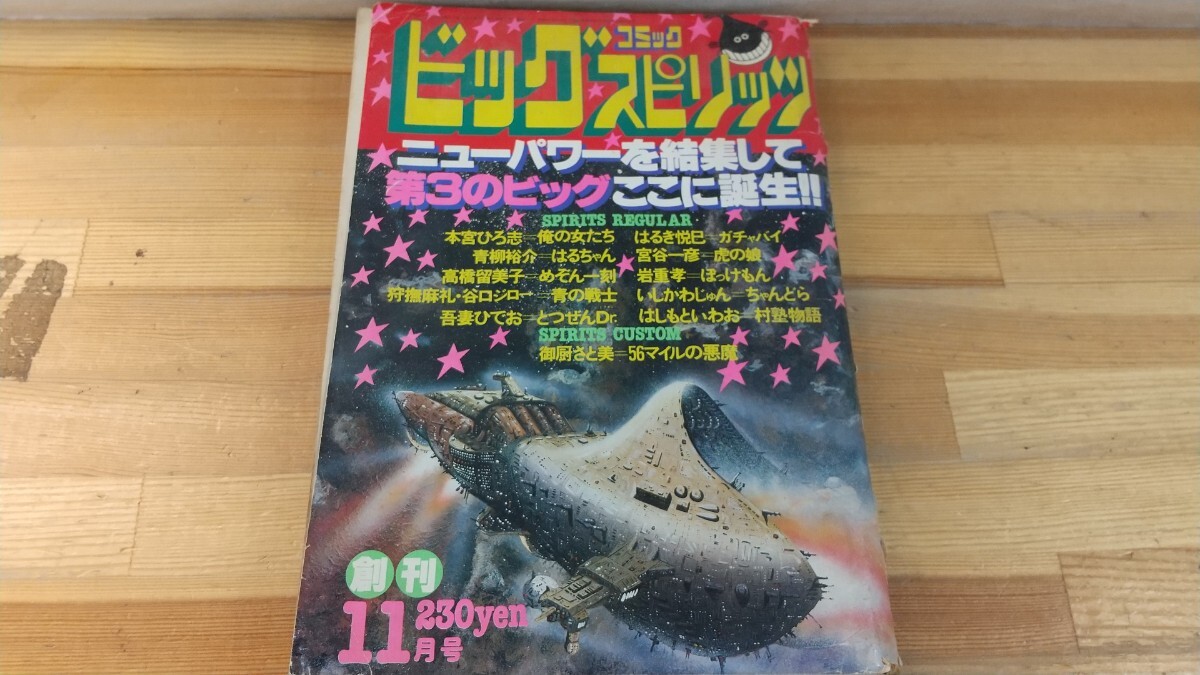 コミック
ビッグスピリッツ
ニューパワーを結集して
第3のビッグここに誕生!!
SPIRITS REGULAR
本宮ひろ志=俺の女たち はるき悦巳=ガチャバイ
青柳裕介=はるちゃん 宮谷一彦=虎の娘
高橋留美子=めぞん一刻 岩重孝=ぼっけもん
狩撫麻礼・谷口ジロー=青の戦士 いしかわじゅん=ちゃんどら
吾妻ひでお=とつぜんDr. はしもといわお=村塾物語
SPIRITS CUSTOM
御厨さと美=56マイルの悪魔
創刊
11月号
230yen